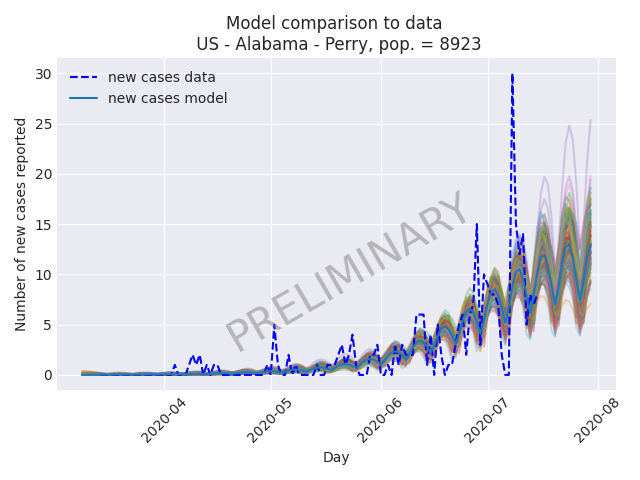 Model comparison to data
US - Alabama - Perry, pop. = 8923
new cases data
new cases model
Number of new cases reported
30
25
20
15
10
5
0
PRELIMINARY
2020-04
2020-05
2020-06
2020-07
2020-08
Day